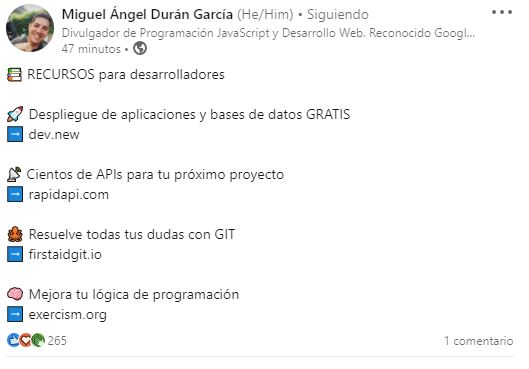 Miguel Ángel Durán García (He/Him) • Siguiendo
Divulgador de Programación JavaScript y Desarrollo Web. Reconocido Googl...
47 minutos •
📚 RECURSOS para desarrolladores
🚀 Despliegue de aplicaciones y bases de datos GRATIS
➡️ dev.new
📡 Cientos de APIs para tu próximo proyecto
➡️ rapidapi.com
🐙 Resuelve todas tus dudas con GIT
➡️ firstaidgit.io
🧠 Mejora tu lógica de programación
➡️ exercism.org
265 1 comentario